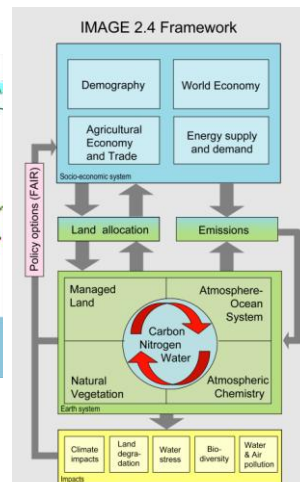 IMAGE 2.4 Framework
Demography
World Economy
Agricultural
Economy
and Trade
Energy supply
and demand
Socio-economic system
Policy options (FAIR)
Land allocation
Emissions
Managed
Land
Atmosphere-
Ocean
System
Carbon
Nitrogen
Water
Natural
Vegetation
Atmospheric
Chemistry
Earth system
Climate
impacts
Land
degra-
dation
Water
stress
Bio-
diversity
Water
& Air
pollution
Impacts